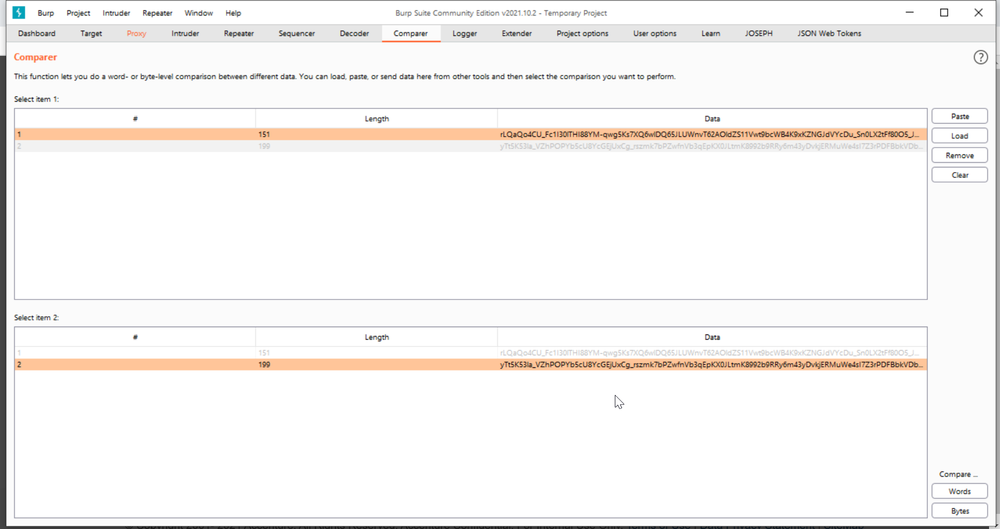 Burp Project Intruder Repeater Window Help Burp Suite Community Edition v2021.10.2 - Temporary Project
Dashboard Target Proxy Intruder Repeater Sequencer Decoder Comparer Logger Extender Project options User options Learn JOSEPH JSON Web Tokens
Comparer
?
This function lets you do a word- or byte-level comparison between different data. You can load, paste, or send data here from other tools and then select the comparison you want to perform.
Select item 1:
# Length Data
Paste
1 151 rLQaQo4CU_Fc1I30ITHI88YM-qwg5Ks7XQ6wIDQ65JLUWnvT62AOIdZS11Vwt9bcWB4K9xKZNGJdVYcDu_Sn0LX2tFf80O5_J...
Load
2 199 yTt5K53Ia_VZhPOPYb5cU8YcGEjUxCg_rszmk7bPZwfnVb3qEpKX0JLtmK8992b9RRy6m43yDvkjERMuWe4sI7Z3rPDFBbkVDb...
Remove
Clear
Select item 2:
# Length Data
1 151 rLQaQo4CU_Fc1I30ITHI88YM-qwg5Ks7XQ6wIDQ65JLUWnvT62AOIdZS11Vwt9bcWB4K9xKZNGJdVYcDu_Sn0LX2tFf80O5_J...
2 199 yTt5K53Ia_VZhPOPYb5cU8YcGEjUxCg_rszmk7bPZwfnVb3qEpKX0JLtmK8992b9RRy6m43yDvkjERMuWe4sI7Z3rPDFBbkVDb...
Compare ...
Words
Bytes